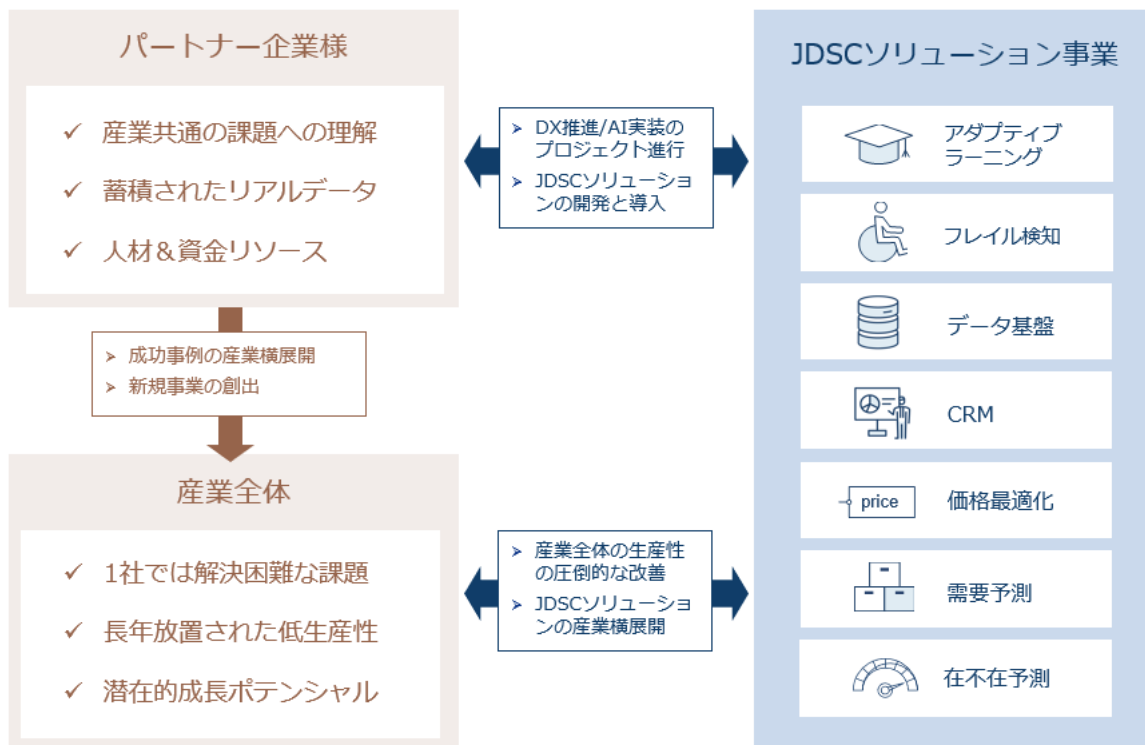 パートナー企業様
✓ 産業共通の課題への理解
✓ 蓄積されたリアルデータ
✓ 人材＆資金リソース
➢ DX推進/AI実装の
プロジェクト進行
➢ JDSCソリューショ
ンの開発と導入
➢ 成功事例の産業横展開
➢ 新規事業の創出
産業全体
✓ 1社では解決困難な課題
✓ 長年放置された低生産性
✓ 潜在的成長ポテンシャル
➢ 産業全体の生産性
の圧倒的な改善
➢ JDSCソリューショ
ンの産業横展開
JDSCソリューション事業
アダプティブ
ラーニング
フレイル検知
データ基盤
CRM
price 価格最適化
需要予測
在不在予測